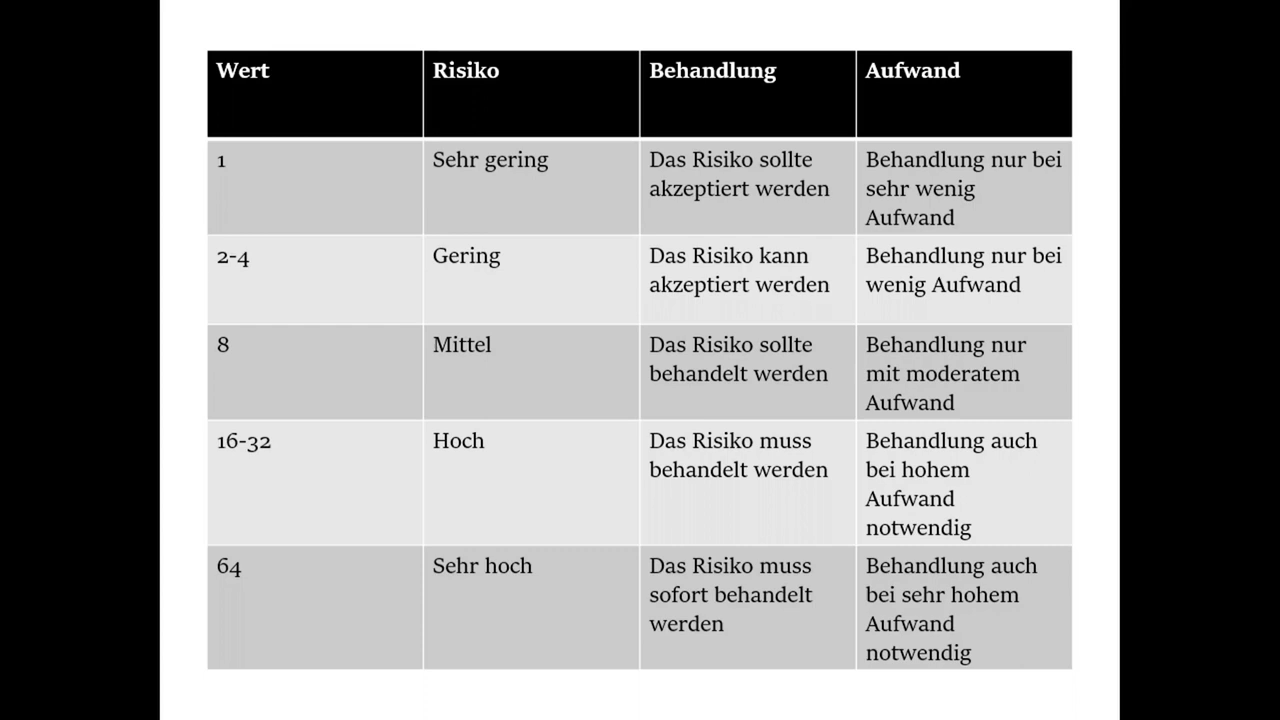 Wert Risiko Behandlung Aufwand
1 Sehr gering Das Risiko sollte akzeptiert werden Behandlung nur bei sehr wenig Aufwand
2-4 Gering Das Risiko kann akzeptiert werden Behandlung nur bei wenig Aufwand
8 Mittel Das Risiko sollte behandelt werden Behandlung nur mit moderatem Aufwand
16-32 Hoch Das Risiko muss behandelt werden Behandlung auch bei hohem Aufwand notwendig
64 Sehr hoch Das Risiko muss sofort behandelt werden Behandlung auch bei sehr hohem Aufwand notwendig